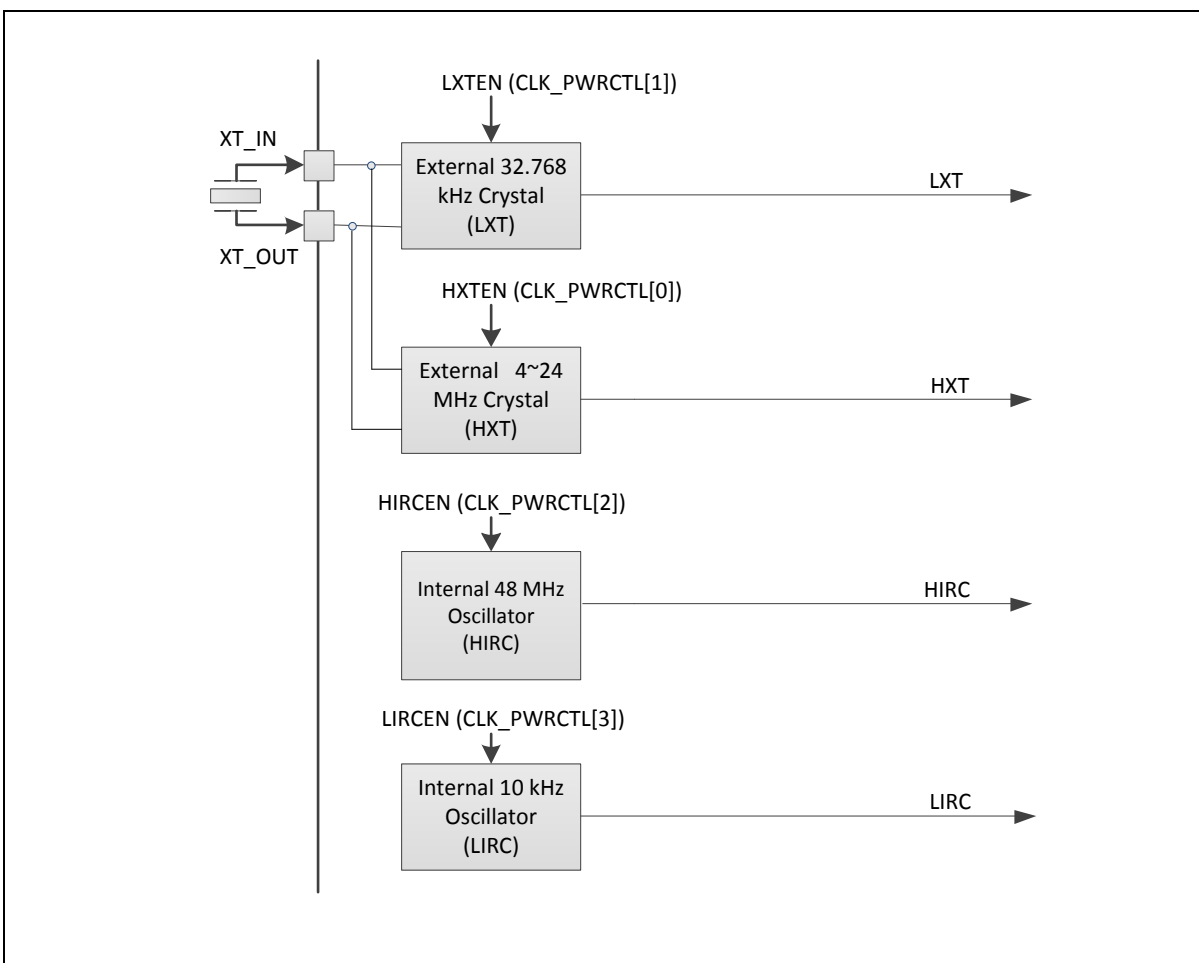 LXTEN (CLK_PWRCTL[1])
XT_IN
XT_OUT
External 32.768
kHz Crystal
(LXT)
LXT
HXTEN (CLK_PWRCTL[0])
External 4~24
MHz Crystal
(HXT)
HXT
HIRCEN (CLK_PWRCTL[2])
Internal 48 MHz
Oscillator
(HIRC)
HIRC
LIRCEN (CLK_PWRCTL[3])
Internal 10 kHz
Oscillator
(LIRC)
LIRC